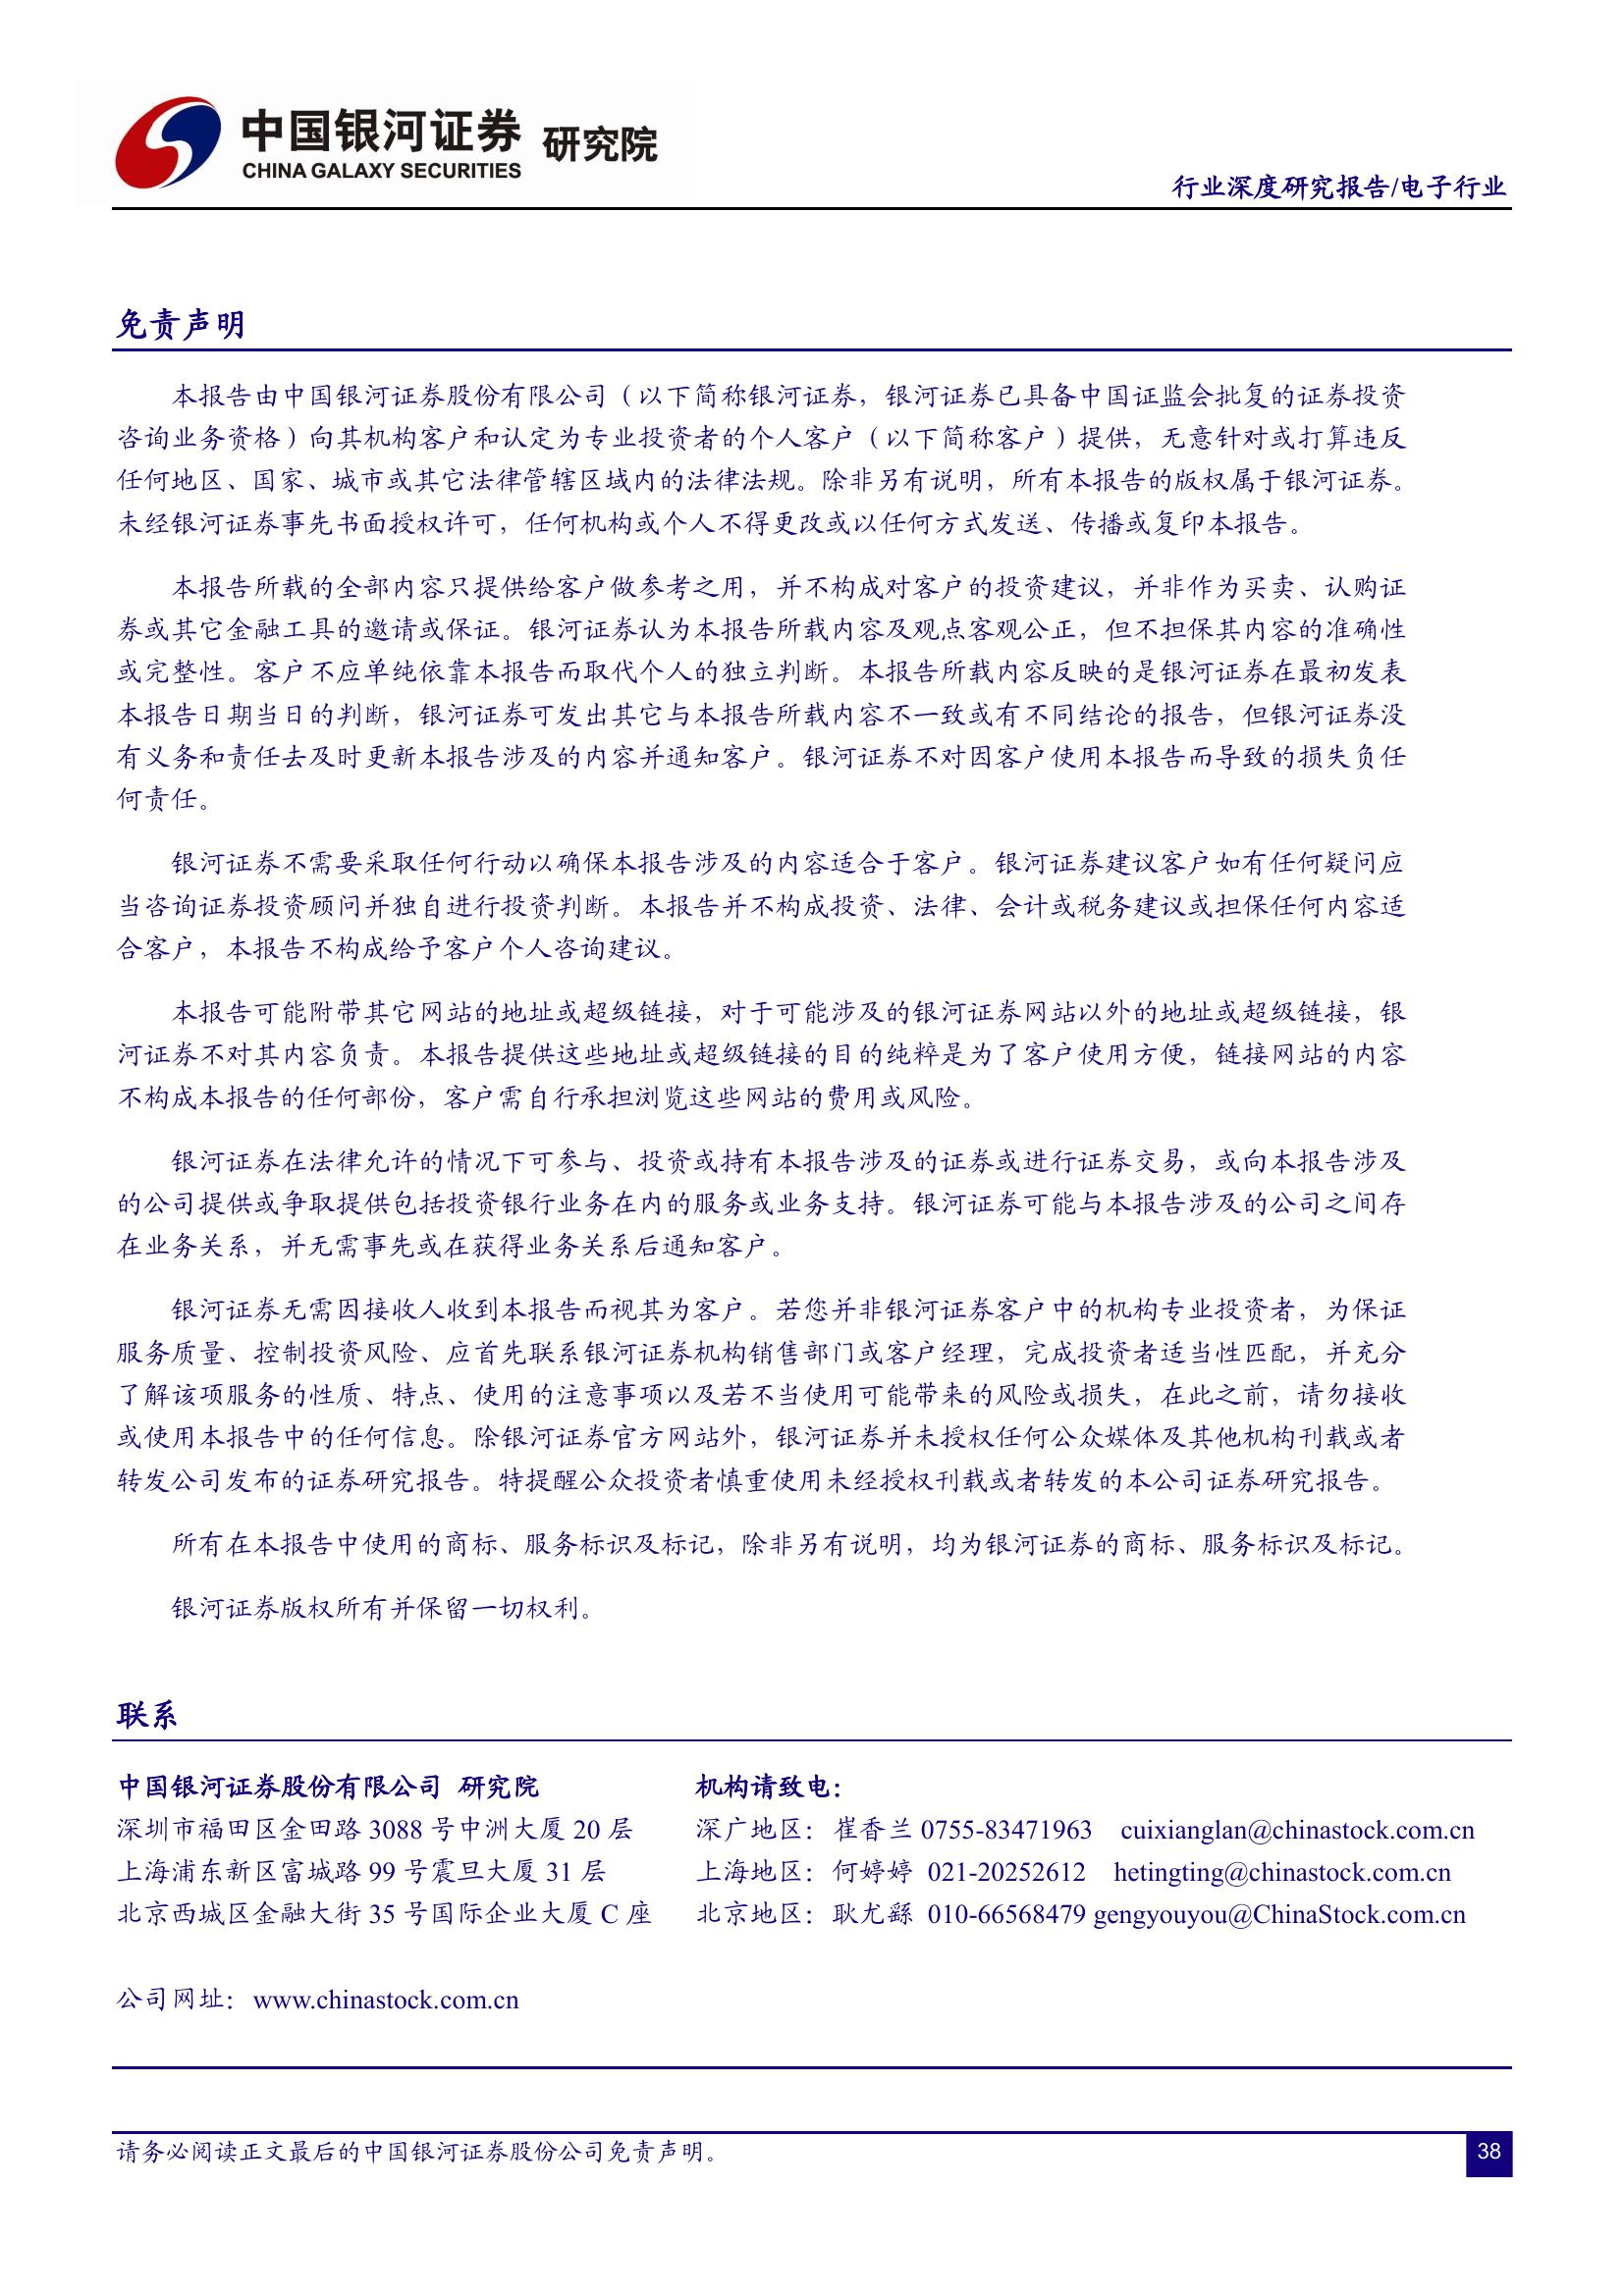 中国银河证券 研究院
CHINA GALAXY SECURITIES
行业深度研究报告/电子行业
免责声明
本报告由中国银河证券股份有限公司（以下简称银河证券，银河证券已具备中国证监会批复的证券投资
咨询业务资格）向其机构客户和认定为专业投资者的个人客户（以下简称客户）提供，无意针对或打算违反
任何地区、国家、城市或其它法律管辖区域内的法律法规。除非另有说明，所有本报告的版权属于银河证券。
未经银河证券事先书面授权许可，任何机构或个人不得更改或以任何方式发送、传播或复印本报告。
本报告所载的全部内容只提供给客户做参考之用，并不构成对客户的投资建议，并非作为买卖、认购证
券或其它金融工具的邀请或保证。银河证券认为本报告所载内容及观点客观公正，但不担保其内容的准确性
或完整性。客户不应单纯依靠本报告而取代个人的独立判断。本报告所载内容反映的是银河证券在最初发表
本报告日期当日的判断，银河证券可发出其它与本报告所载内容不一致或有不同结论的报告，但银河证券没
有义务和责任去及时更新本报告涉及的内容并通知客户。银河证券不对因客户使用本报告而导致的损失负任
何责任。
银河证券不需要采取任何行动以确保本报告涉及的内容适合于客户。银河证券建议客户如有任何疑问应
当咨询证券投资顾问并独自进行投资判断。本报告并不构成投资、法律、会计或税务建议或担保任何内容适
合客户，本报告不构成给予客户个人咨询建议。
本报告可能附带其它网站的地址或超级链接，对于可能涉及的银河证券网站以外的地址或超级链接，银
河证券不对其内容负责。本报告提供这些地址或超级链接的目的纯粹是为了客户使用方便，链接网站的内容
不构成本报告的任何部份，客户需自行承担浏览这些网站的费用或风险。
银河证券在法律允许的情况下可参与、投资或持有本报告涉及的证券或进行证券交易，或向本报告涉及
的公司提供或争取提供包括投资银行业务在内的服务或业务支持。银河证券可能与本报告涉及的公司之间存
在业务关系，并无需事先或在获得业务关系后通知客户。
银河证券无需因接收人收到本报告而视其为客户。若您并非银河证券客户中的机构专业投资者，为保证
服务质量、控制投资风险、应首先联系银河证券机构销售部门或客户经理，完成投资者适当性匹配，并充分
了解该项服务的性质、特点、使用的注意事项以及若不当使用可能带来的风险或损失，在此之前，请勿接收
或使用本报告中的任何信息。除银河证券官方网站外，银河证券并未授权任何公众媒体及其他机构刊载或者
转发公司发布的证券研究报告。特提醒公众投资者慎重使用未经授权刊载或者转发的本公司证券研究报告。
所有在本报告中使用的商标、服务标识及标记，除非另有说明，均为银河证券的商标、服务标识及标记。
银河证券版权所有并保留一切权利。
联系
中国银河证券股份有限公司 研究院 机构请致电：
深圳市福田区金田路 3088 号中洲大厦 20 层 深广地区：崔香兰 0755-83471963 cuixianglan@chinastock.com.cn
上海浦东新区富城路 99 号震旦大厦 31 层 上海地区：何婷婷 021-20252612 hetingting@chinastock.com.cn
北京西城区金融大街 35 号国际企业大厦 C 座 北京地区：耿尤繇 010-66568479 gengyouyou@ChinaStock.com.cn
公司网址：www.chinastock.com.cn
请务必阅读正文最后的中国银河证券股份公司免责声明。 38